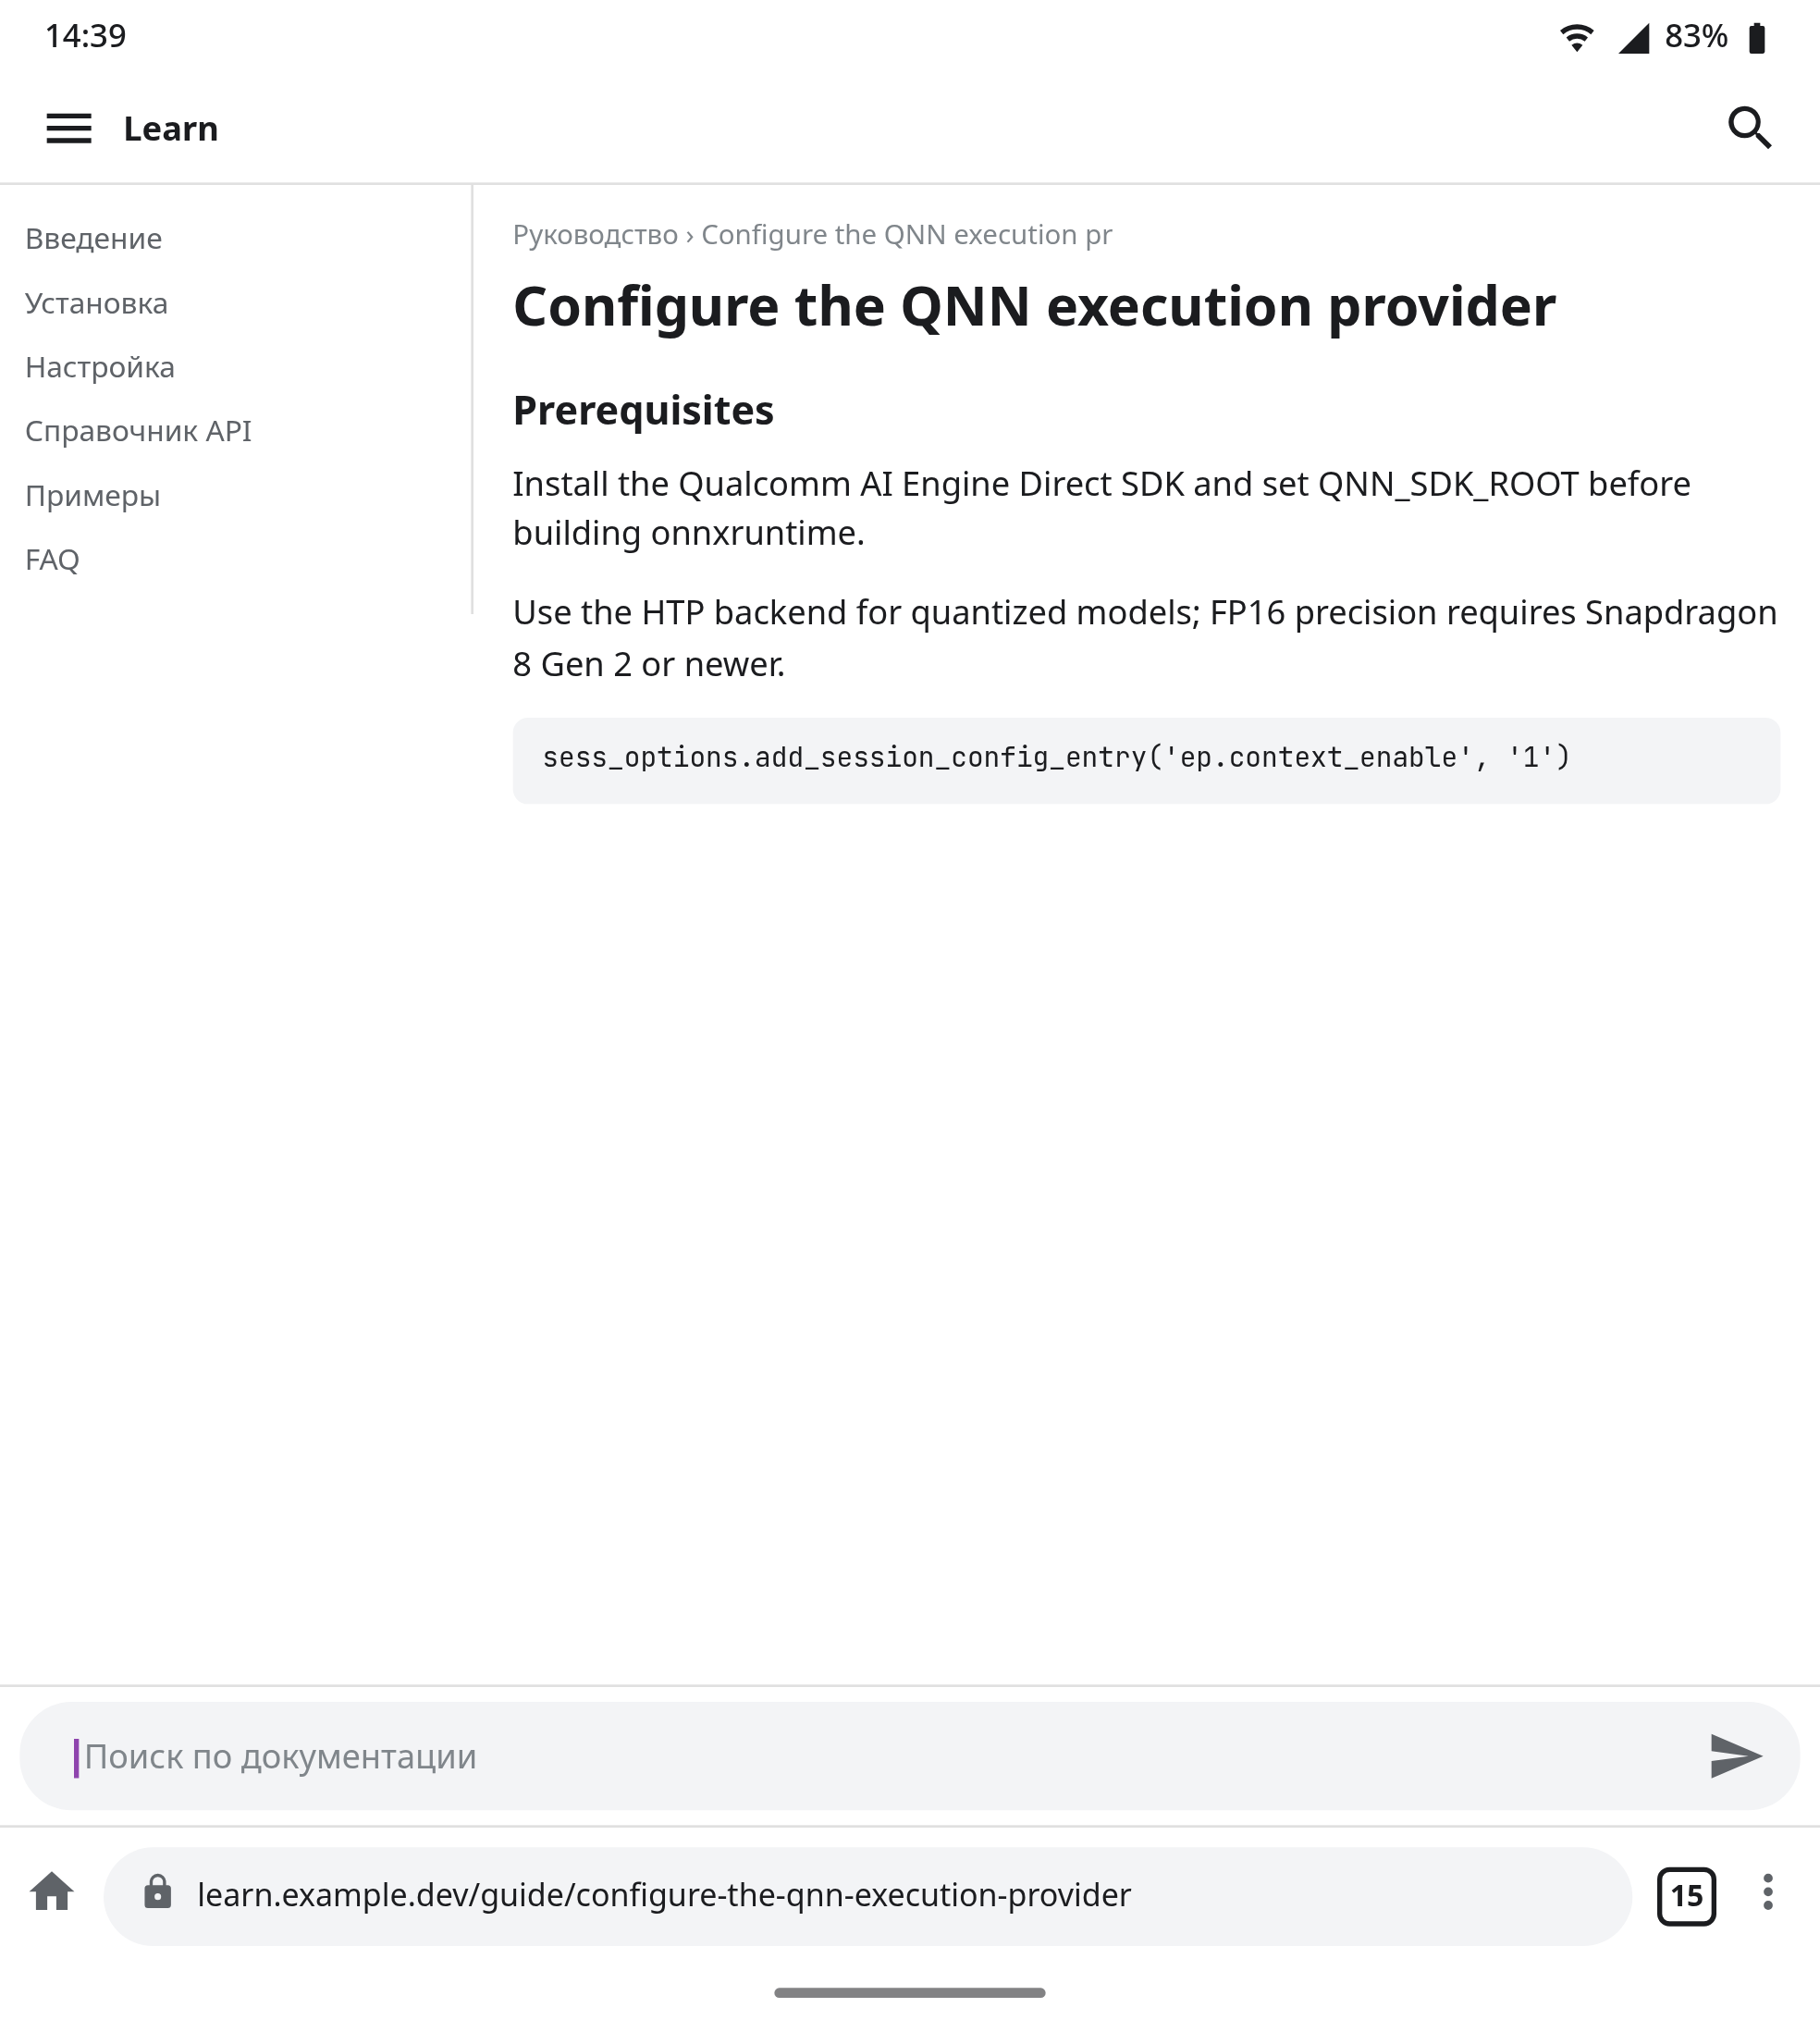 14:39
83%
Learn
Введение
Установка
Настройка
Справочник API
Примеры
FAQ
Руководство › Configure the QNN execution pr
Configure the QNN execution provider
Prerequisites
Install the Qualcomm AI Engine Direct SDK and set QNN_SDK_ROOT before
building onnxruntime.
Use the HTP backend for quantized models; FP16 precision requires Snapdragon
8 Gen 2 or newer.
sess_options.add_session_config_entry('ep.context_enable', '1')
Поиск по документации
learn.example.dev/guide/configure-the-qnn-execution-provider
15